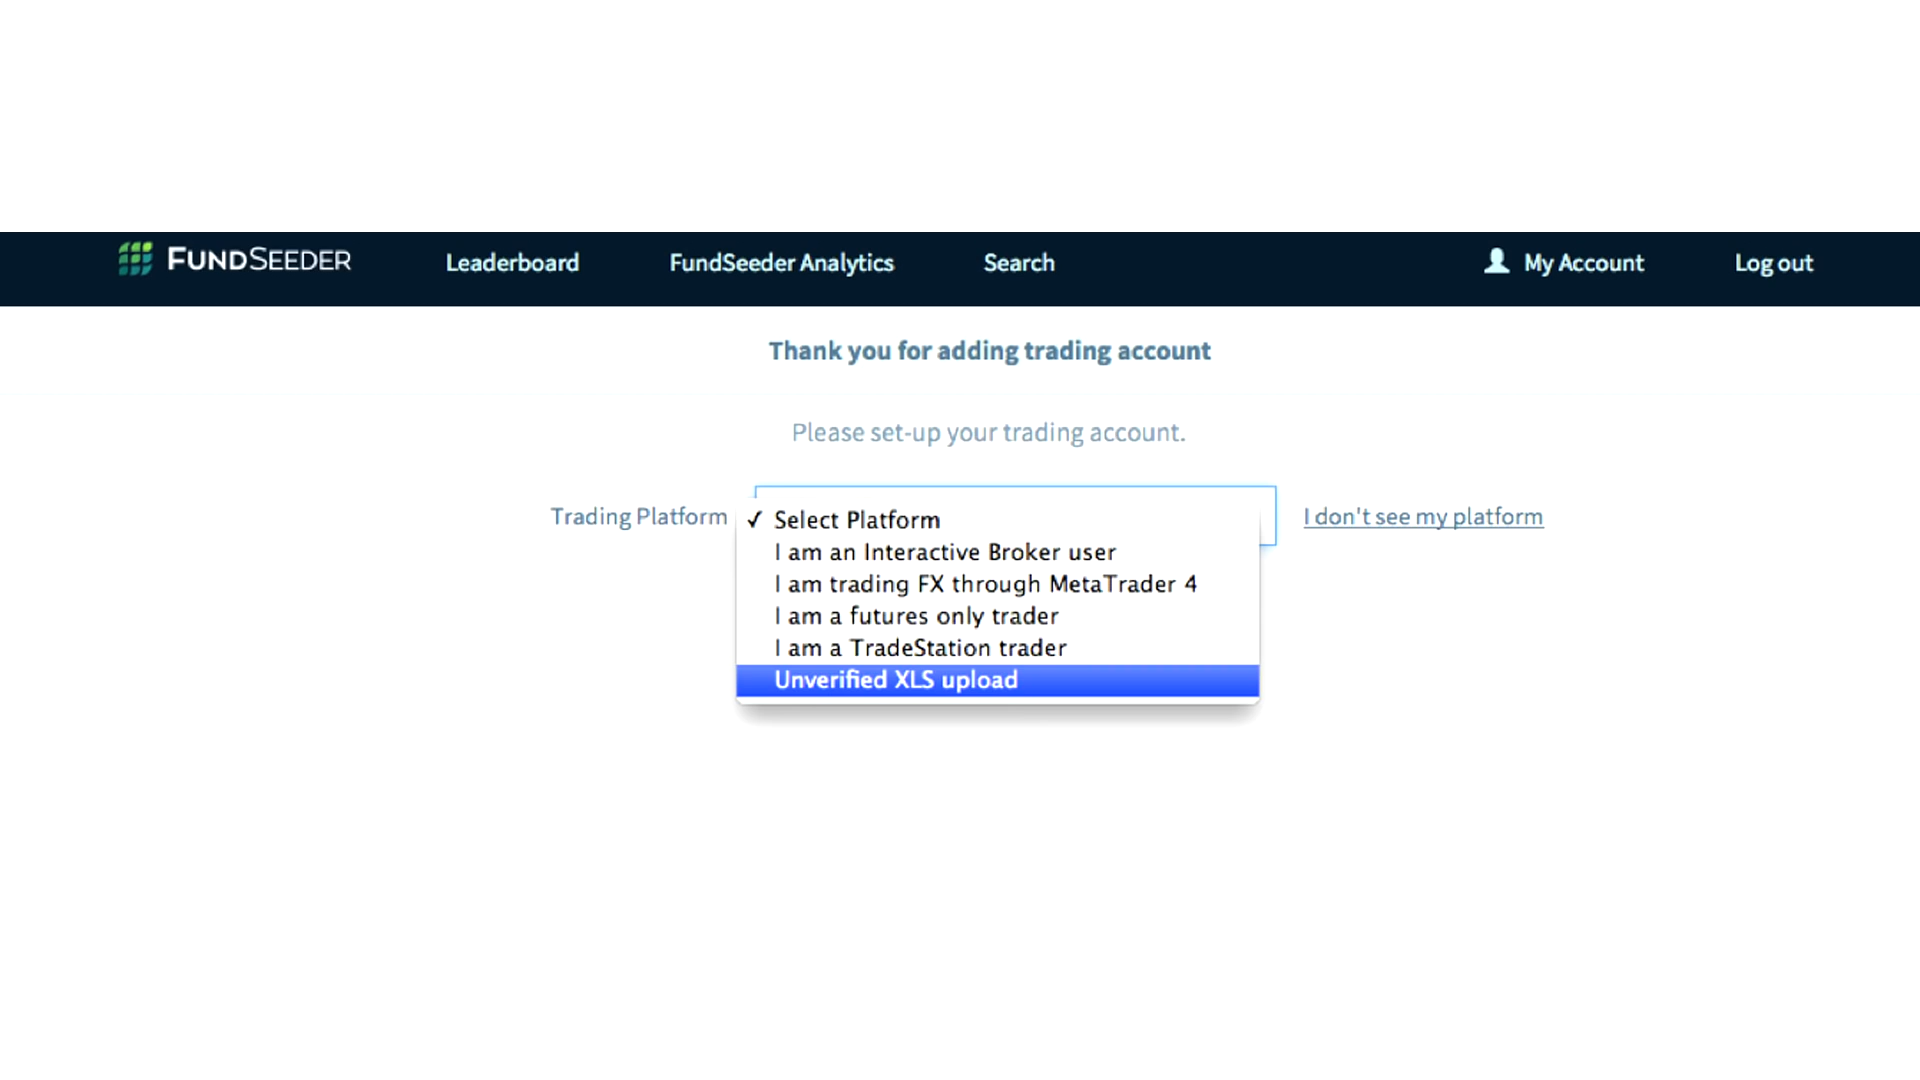 FUNDSEEDER Leaderboard FundSeeder Analytics Search My Account Log out
Thank you for adding trading account
Please set-up your trading account.
Trading Platform ✓ Select Platform I don't see my platform
I am an Interactive Broker user
I am trading FX through MetaTrader 4
I am a futures only trader
I am a TradeStation trader
Unverified XLS upload